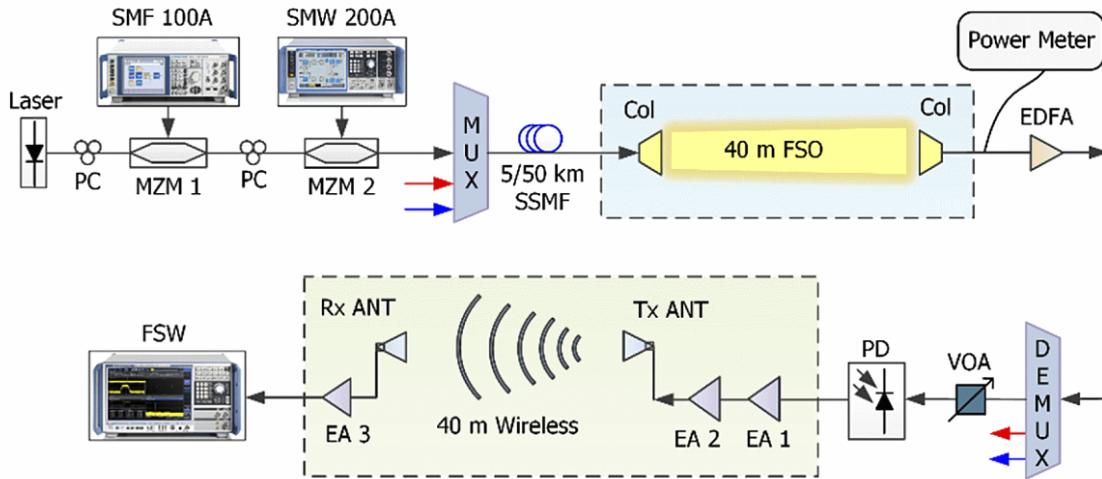 SMF 100A
SMW 200A
Power Meter
Laser
MUX
Col
Col
EDFA
40 m FSO
PC
MZM 1
PC
MZM 2
5/50 km
SSMF
Rx ANT
Tx ANT
FSW
PD
VOA
DEMUX
EA 3
40 m Wireless
EA 2
EA 1